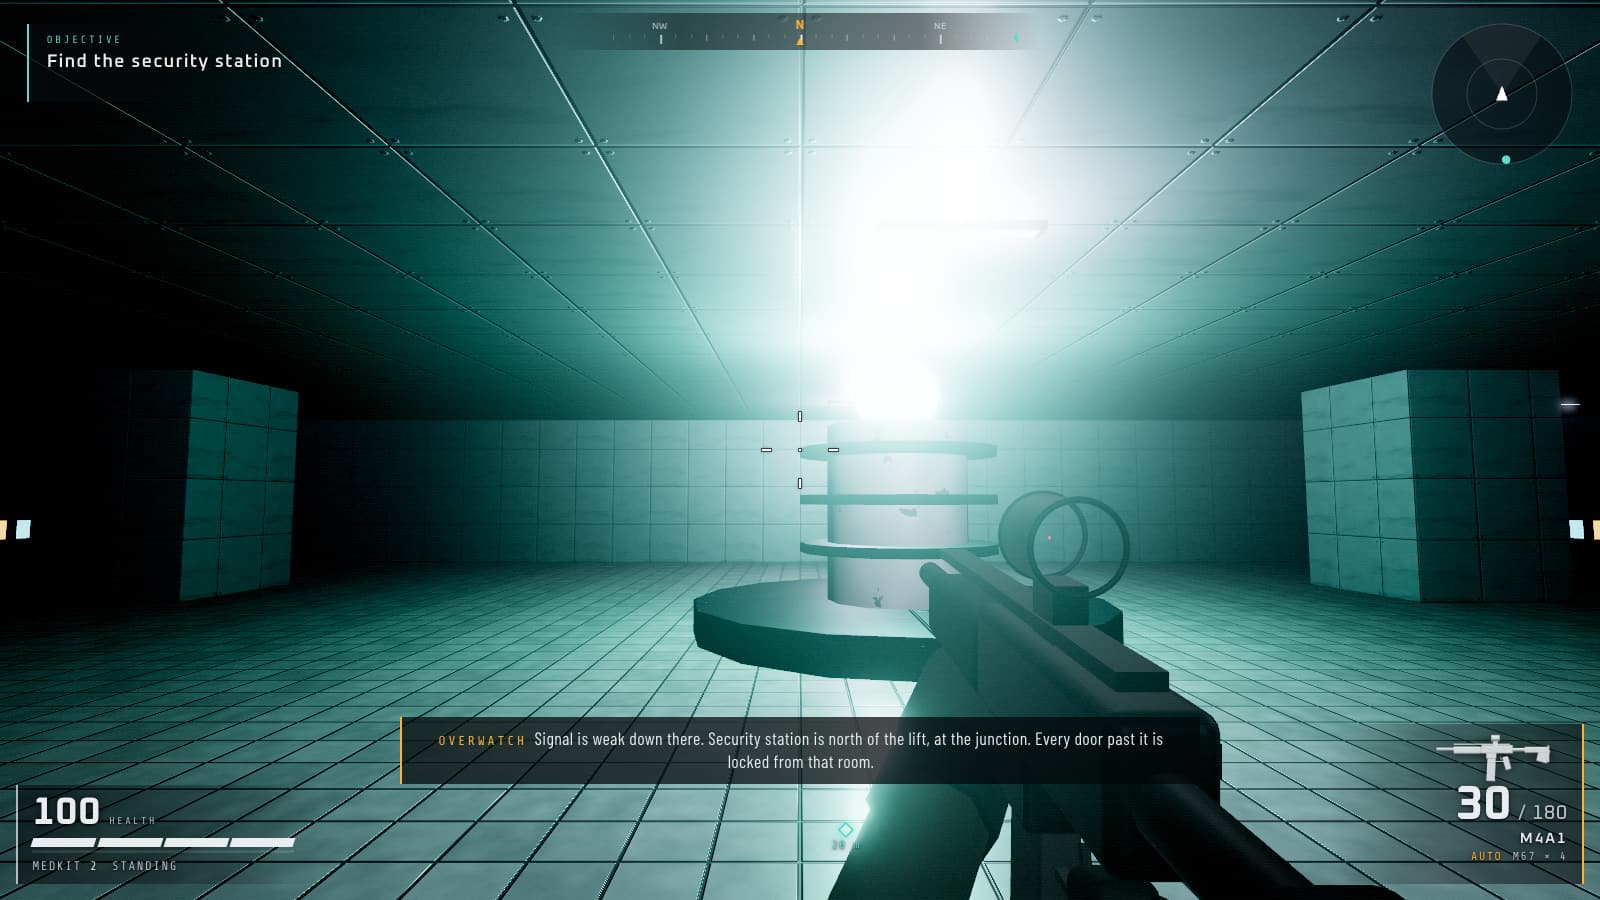 NW
N
NE
OBJECTIVE
Find the security station
OVERWATCH Signal is weak down there. Security station is north of the lift, at the junction. Every door past it is
locked from that room.
100 HEALTH
MEDKIT 2 STANDING
30 / 180
M4A1
AUTO M67 × 4